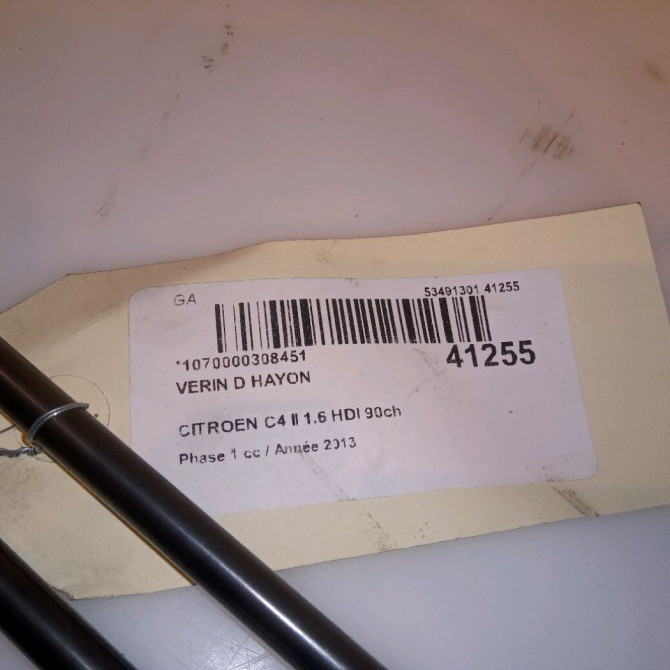 GA
53491301 41255
*1070000308451
41255
VERIN D HAYON
CITROEN C4 II 1.6 HDI 90ch
Phase 1 cc / Année 2013